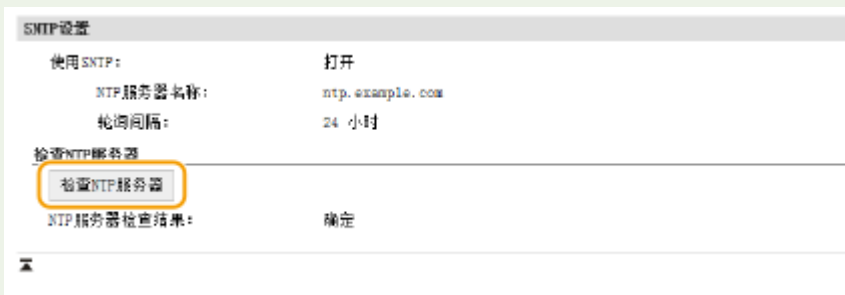 SNTP设置
使用SNTP: 打开
NTP服务器名称: ntp.example.com
轮询间隔: 24 小时
检查NTP服务器
检查NTP服务器
NTP服务器检查结果: 确定